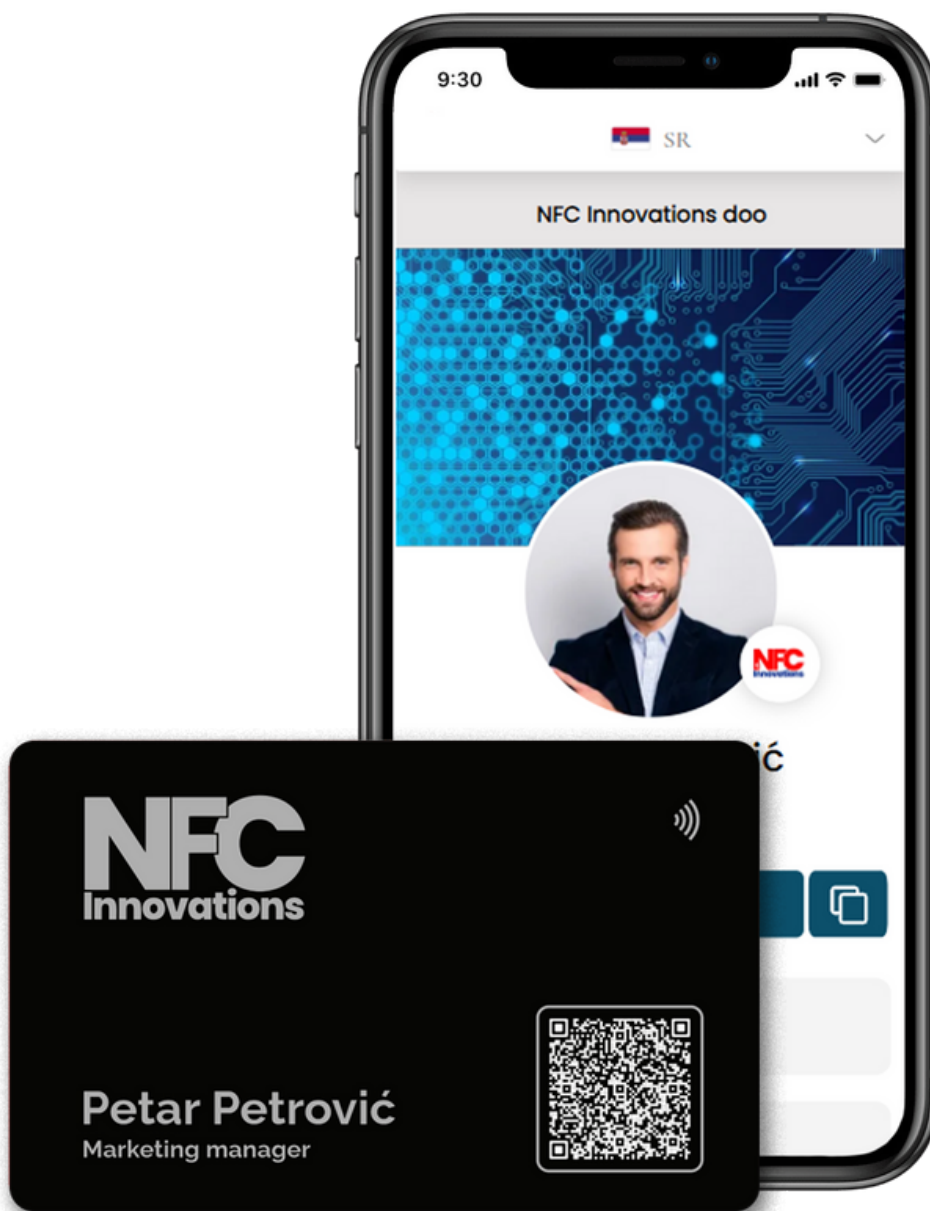 9:30
SR
NFC Innovations doo
NFC
Innovations
ić
NFC
Innovations
Petar Petrović
Marketing manager